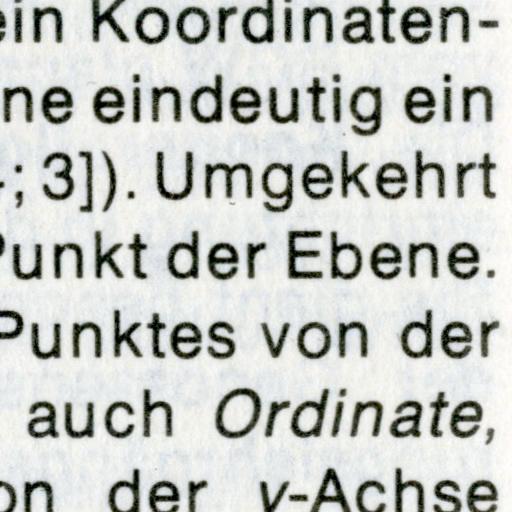 ein Koordinaten-
ne eindeutig ein
; 3]). Umgekehrt
Punkt der Ebene.
Punktes von der
auch Ordinate,
on der y-Achse